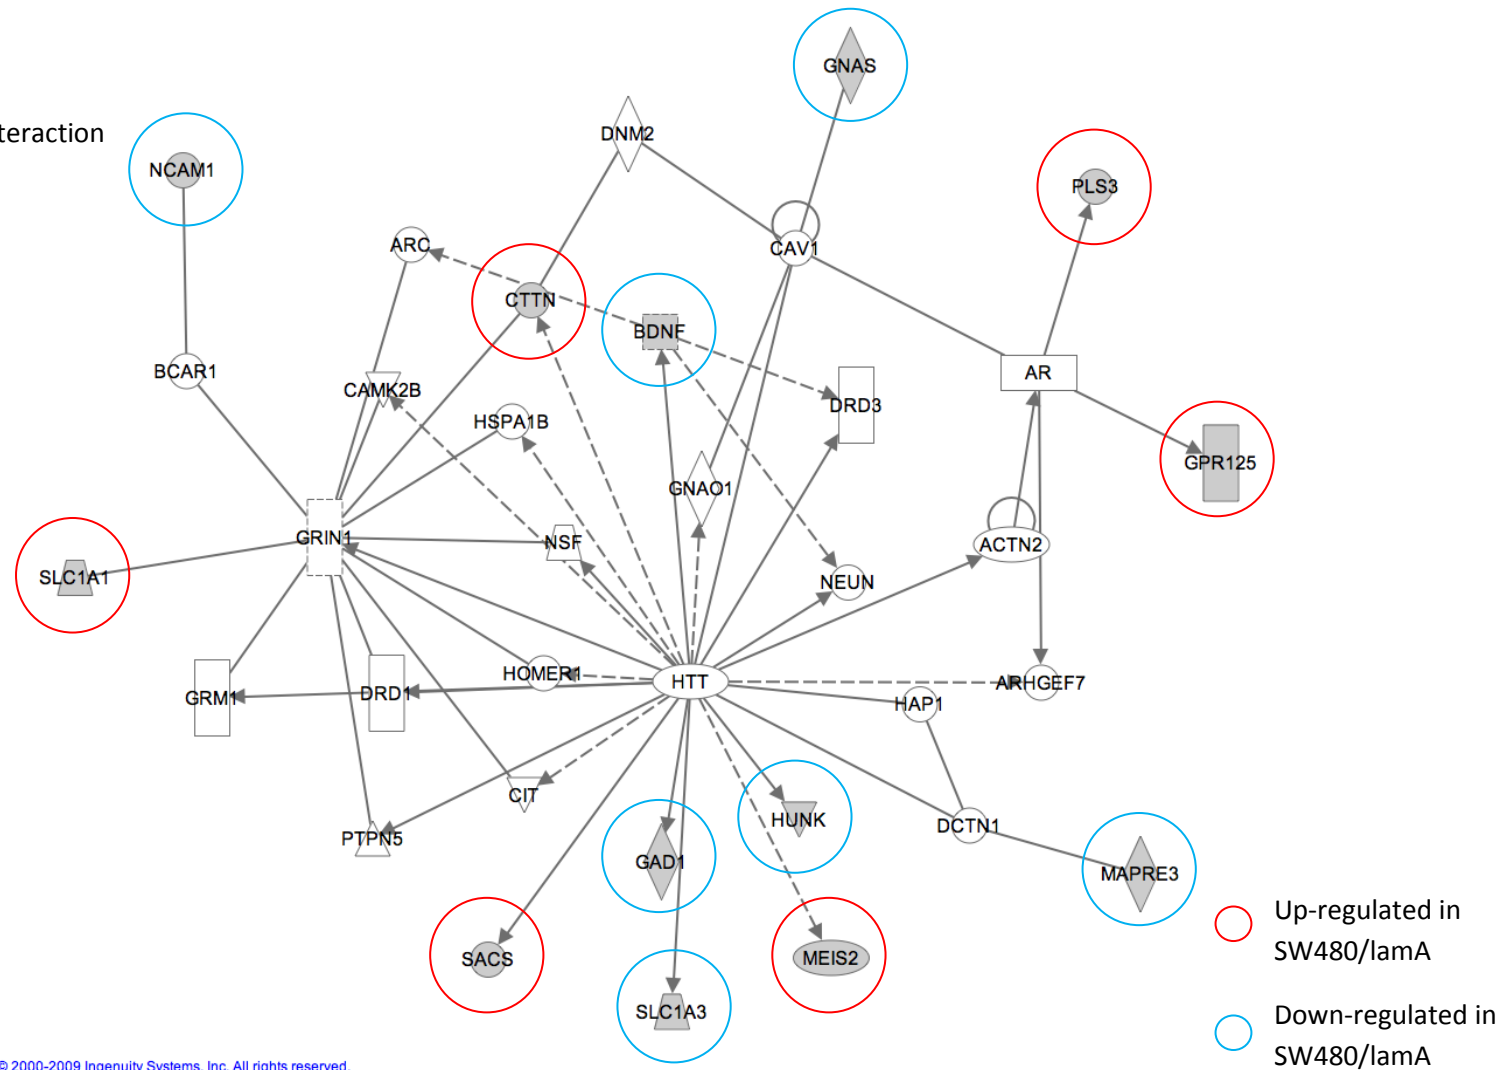 GNAS
teraction
DNM2
NCAM1
PLS3
ARC
CAV1
CTTN
BDNF
BCAR1
AR
CAMK2B
DRD3
HSPA1B
GPR125
GNAO1
GRIN1
NSF
ACTN2
SLC1A1
NEUN
HOMER1
HTT
ARHGEF7
GRM1
DRD1
HAP1
CIT
HUNK
DCTN1
PTPN5
GAD1
MAPRE3
Up-regulated in
SW480/lamA
SACS
MEIS2
SLC1A3
Down-regulated in
SW480/lamA
© 2000-2009 Ingenuity Systems, Inc. All rights reserved.